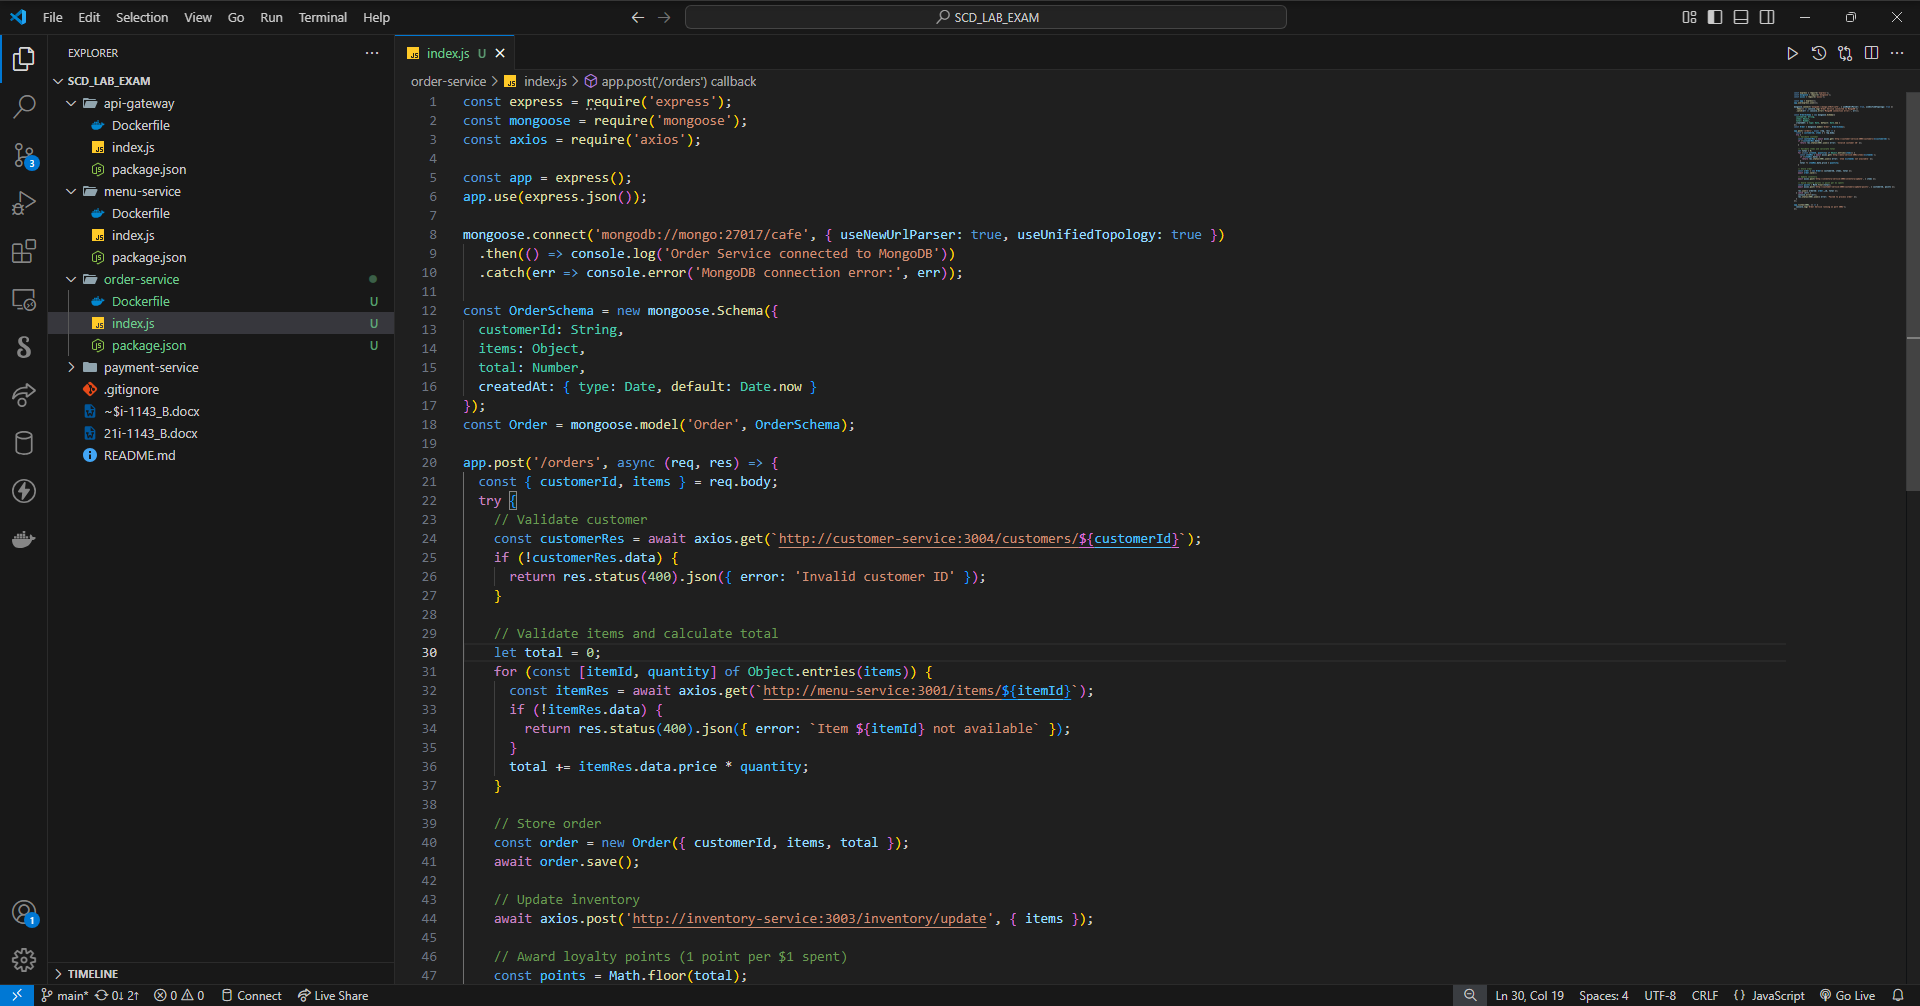 File Edit Selection View Go Run Terminal Help
SCD_LAB_EXAM
EXPLORER
SCD_LAB_EXAM
api-gateway
Dockerfile
index.js
package.json
menu-service
Dockerfile
index.js
package.json
order-service
Dockerfile U
index.js U
package.json U
payment-service
.gitignore
~$i-1143_B.docx
21i-1143_B.docx
README.md
TIMELINE
3
1
index.js U
order-service > index.js > app.post('/orders') callback
1 const express = require('express');
2 const mongoose = require('mongoose');
3 const axios = require('axios');
4
5 const app = express();
6 app.use(express.json());
7
8 mongoose.connect('mongodb://mongo:27017/cafe', { useNewUrlParser: true, useUnifiedTopology: true })
9 .then(() => console.log('Order Service connected to MongoDB'))
10 .catch(err => console.error('MongoDB connection error:', err));
11
12 const OrderSchema = new mongoose.Schema({
13 customerId: String,
14 items: Object,
15 total: Number,
16 createdAt: { type: Date, default: Date.now }
17 });
18 const Order = mongoose.model('Order', OrderSchema);
19
20 app.post('/orders', async (req, res) => {
21 const { customerId, items } = req.body;
22 try {
23 // Validate customer
24 const customerRes = await axios.get(`http://customer-service:3004/customers/${customerId}`);
25 if (!customerRes.data) {
26 return res.status(400).json({ error: 'Invalid customer ID' });
27 }
28
29 // Validate items and calculate total
30 let total = 0;
31 for (const [itemId, quantity] of Object.entries(items)) {
32 const itemRes = await axios.get(`http://menu-service:3001/items/${itemId}`);
33 if (!itemRes.data) {
34 return res.status(400).json({ error: `Item ${itemId} not available` });
35 }
36 total += itemRes.data.price * quantity;
37 }
38
39 // Store order
40 const order = new Order({ customerId, items, total });
41 await order.save();
42
43 // Update inventory
44 await axios.post('http://inventory-service:3003/inventory/update', { items });
45
46 // Award loyalty points (1 point per $1 spent)
47 const points = Math.floor(total);
main* 0↓ 2↑ 0 0 Connect Live Share Ln 30, Col 19 Spaces: 4 UTF-8 CRLF {} JavaScript Go Live